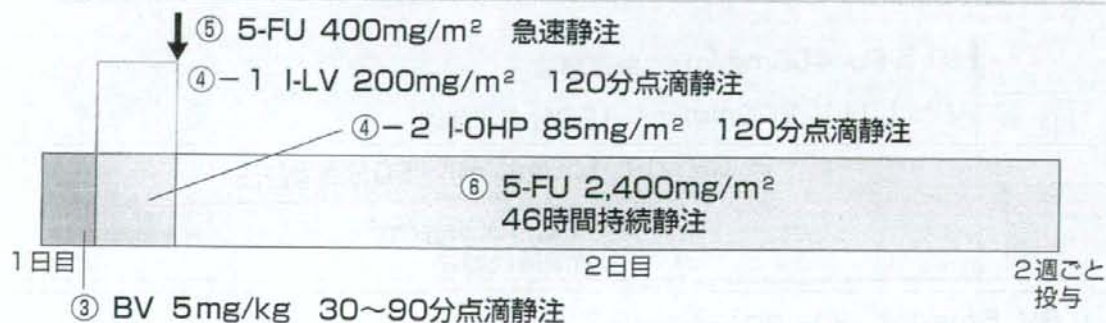 ⑤ 5-FU 400mg/m² 急速静注
④－1 l-LV 200mg/m² 120分点滴静注
④－2 l-OHP 85mg/m² 120分点滴静注
⑥ 5-FU 2,400mg/m²
46時間持続静注
1日目
2日目
2週ごと
投与
③ BV 5mg/kg 30～90分点滴静注